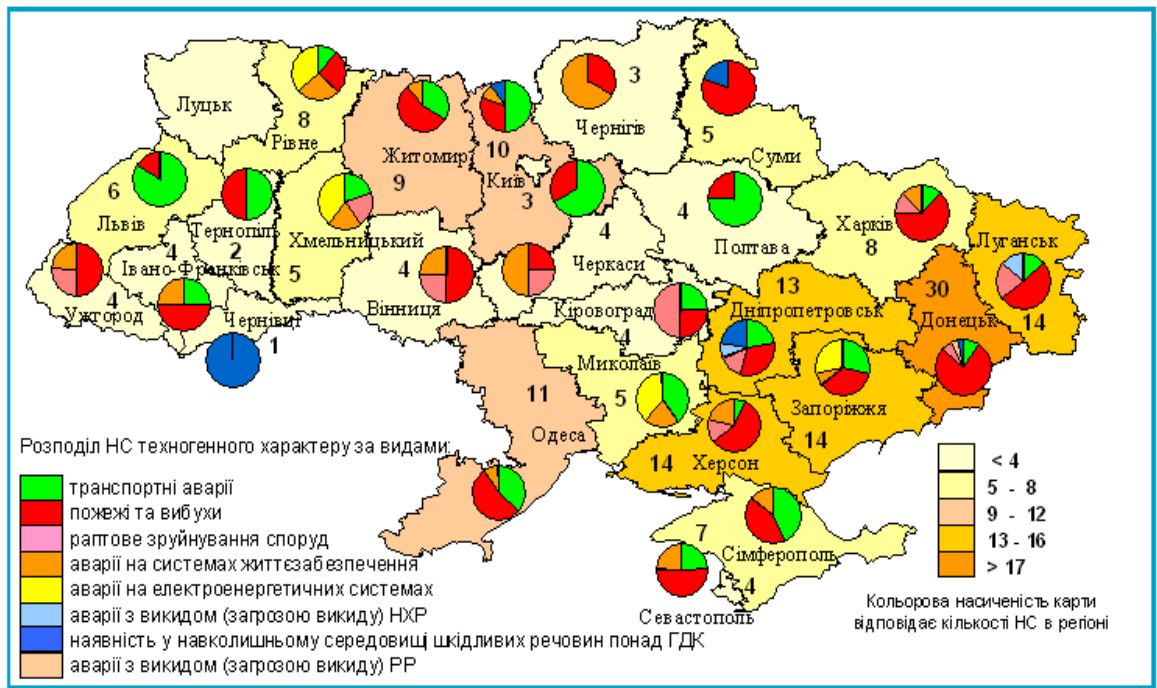 Луцьк
8
Рівне
Житомир
9
10
Київ
3
3
Чернігів
5
Суми
6
Львів
Тернопіль
2
Хмельницький
5
4
Івано-Франківськ
4
Ужгород
Чернівці
1
4
Вінниця
4
Черкаси
4
Полтава
Харків
8
Луганськ
14
Кіровоград
4
13
Дніпропетровськ
30
Донецьк
Миколаїв
5
Запоріжжя
14
11
Одеса
14
Херсон
7
Сімферополь
4
Севастополь
Розподіл НС техногенного характеру за видами:
транспортні аварії
пожежі та вибухи
раптове зруйнування споруд
аварії на системах життєзабезпечення
аварії на електроенергетичних системах
аварії з викидом (загрозою викиду) НХР
наявність у навколишньому середовищі шкідливих речовин понад ГДК
аварії з викидом (загрозою викиду) РР
< 4
5 - 8
9 - 12
13 - 16
> 17
Кольорова насиченість карти
відповідає кількості НС в регіоні